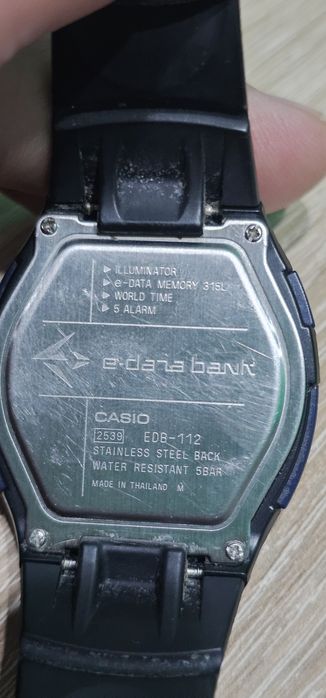 ▶ ILLUMINATOR
▶ e-DATA MEMORY 315L
▶ WORLD TIME
▶ 5 ALARM
e-data bank
CASIO
2539 EDB-112
STAINLESS STEEL BACK
WATER RESISTANT 5BAR
MADE IN THAILAND M